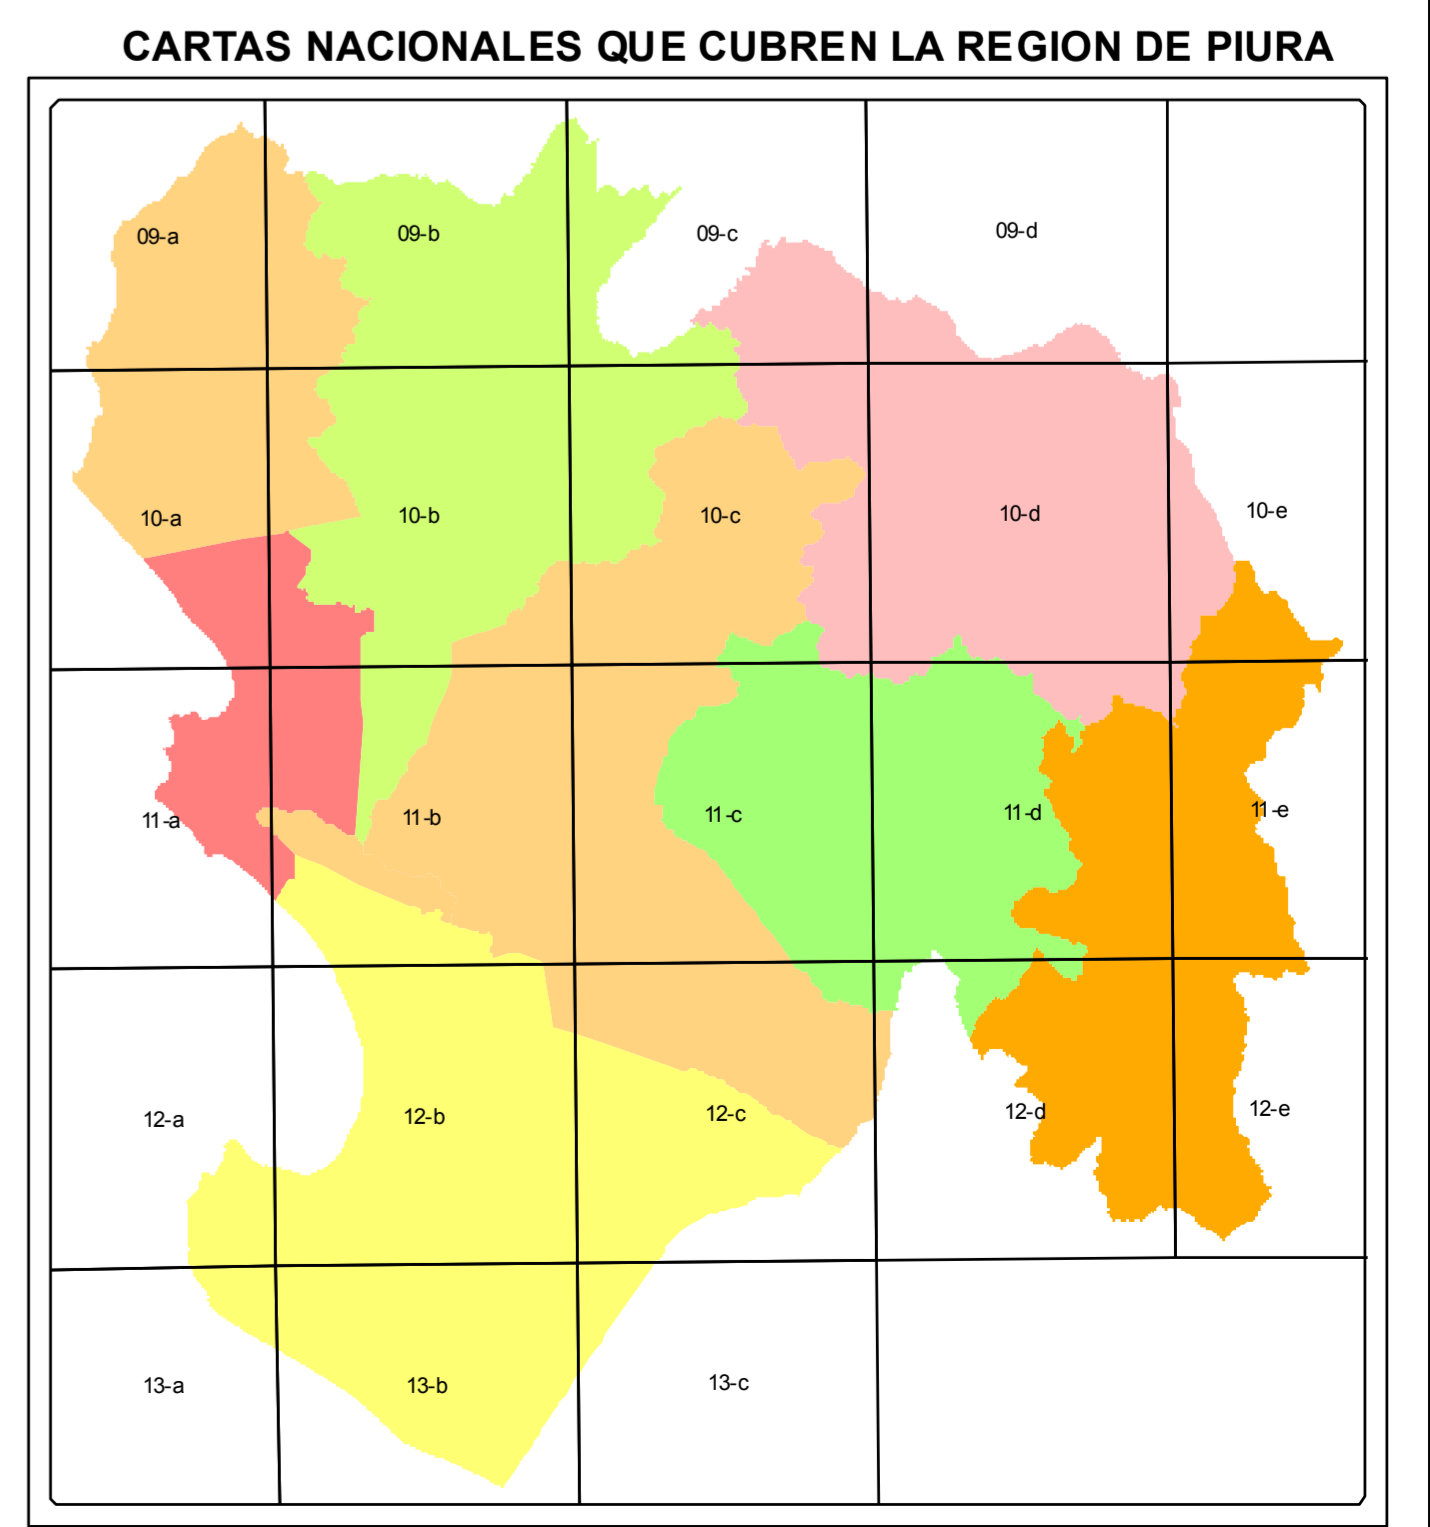 CARTAS NACIONALES QUE CUBREN LA REGION DE PIURA
09-a
09-b
09-c
09-d
10-a
10-b
10-c
10-d
10-e
11-a
11-b
11-c
11-d
11-e
12-a
12-b
12-c
12-d
12-e
13-a
13-b
13-c